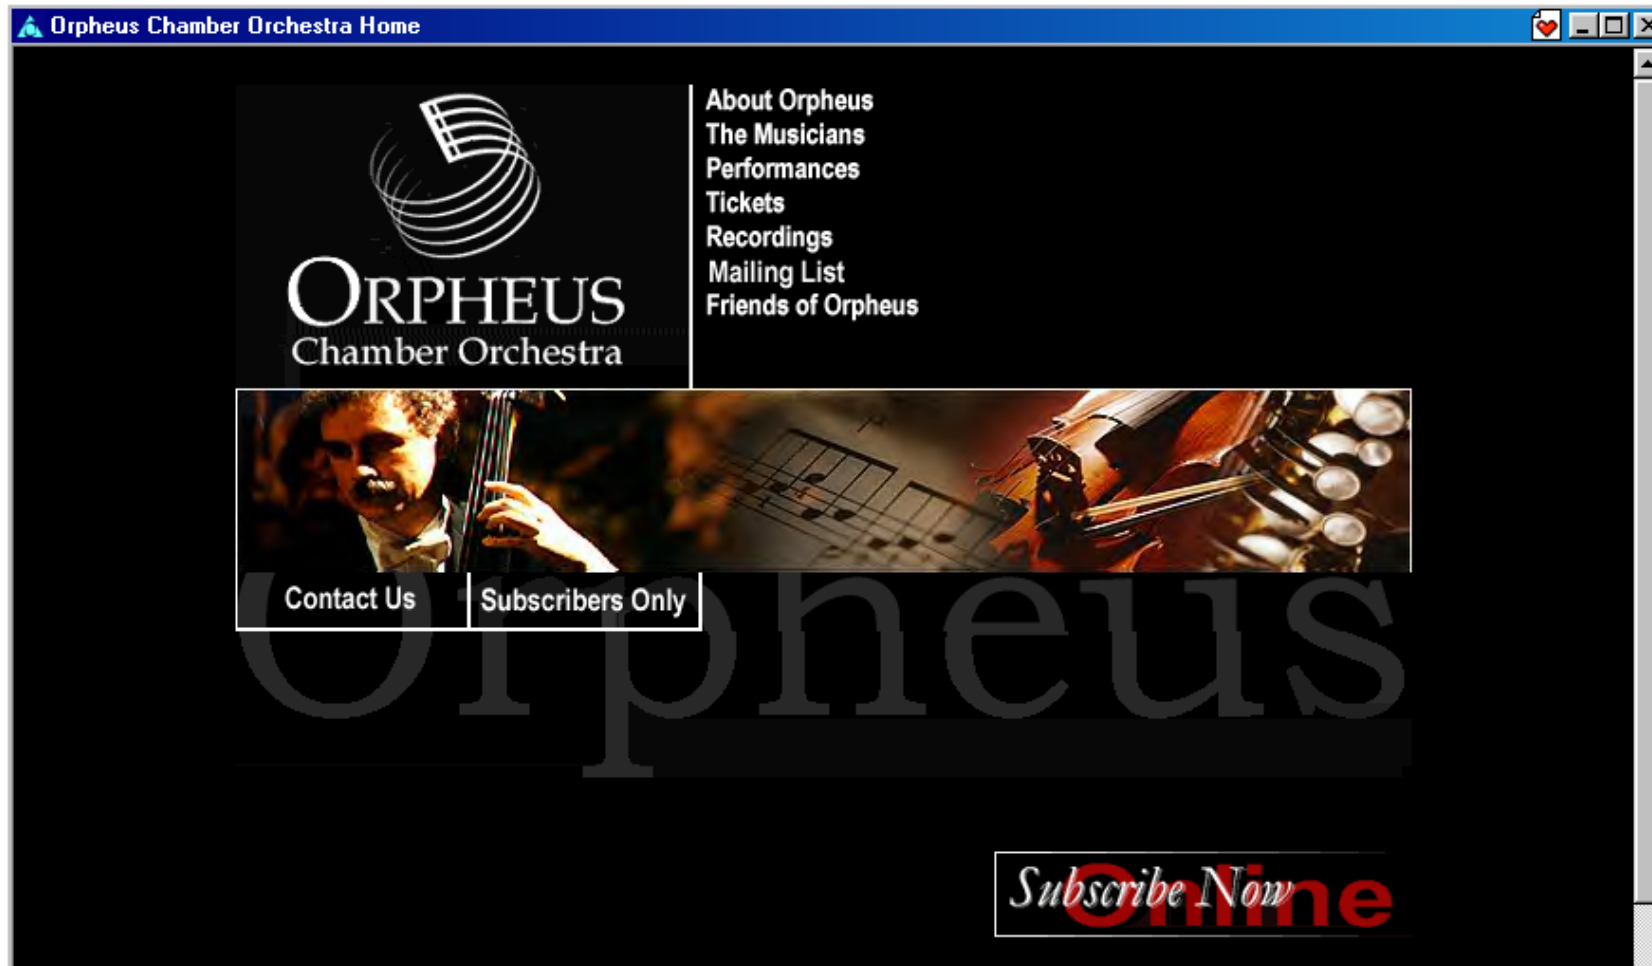 Orpheus Chamber Orchestra Home
ORPHEUS
Chamber Orchestra
About Orpheus
The Musicians
Performances
Tickets
Recordings
Mailing List
Friends of Orpheus
Contact Us
Subscribers Only
Orpheus
Subscribe Now
Online